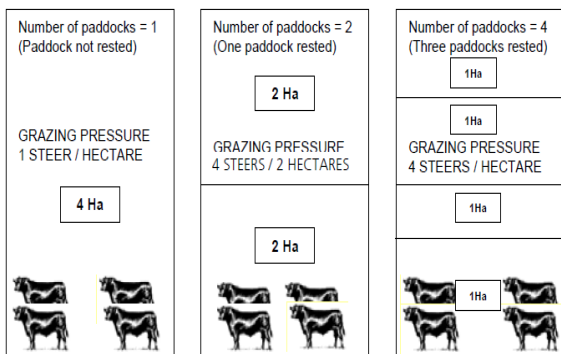 Number of paddocks = 1
(Paddock not rested)
GRAZING PRESSURE
1 STEER / HECTARE
4 Ha
Number of paddocks = 2
(One paddock rested)
2 Ha
GRAZING PRESSURE
4 STEERS / 2 HECTARES
2 Ha
Number of paddocks = 4
(Three paddocks rested)
1Ha
1Ha
GRAZING PRESSURE
4 STEERS / HECTARE
1Ha
1Ha